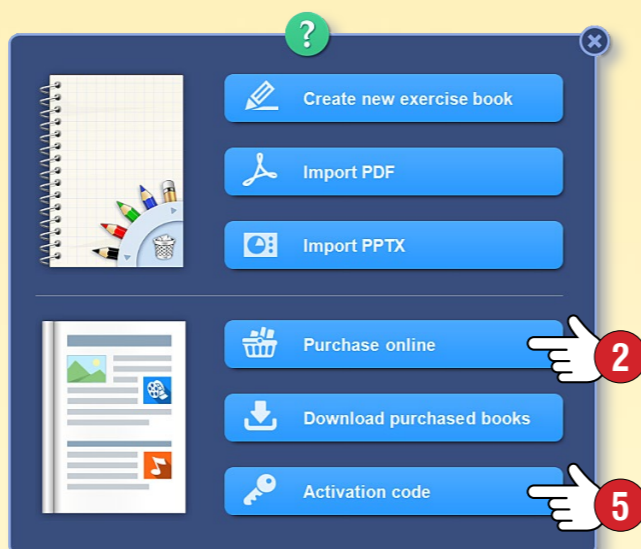 ?
Create new exercise book
Import PDF
Import PPTX
Purchase online
2
Download purchased books
Activation code
5